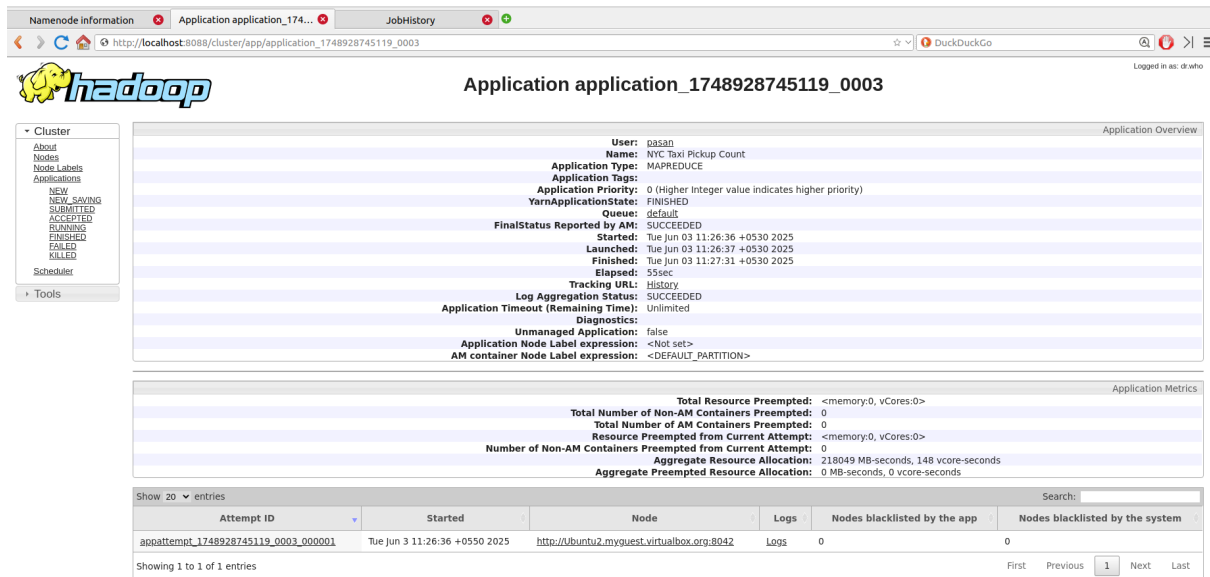 Namenode information Application application_174... JobHistory
http://localhost:8088/cluster/app/application_1748928745119_0003 DuckDuckGo
Logged in as: dr.who
hadoop
Application application_1748928745119_0003
Cluster
About
Nodes
Node Labels
Applications
NEW
NEW_SAVING
SUBMITTED
ACCEPTED
RUNNING
FINISHED
FAILED
KILLED
Scheduler
Tools
Application Overview
User: pasan
Name: NYC Taxi Pickup Count
Application Type: MAPREDUCE
Application Tags:
Application Priority: 0 (Higher Integer value indicates higher priority)
YarnApplicationState: FINISHED
Queue: default
FinalStatus Reported by AM: SUCCEEDED
Started: Tue Jun 03 11:26:36 +0530 2025
Launched: Tue Jun 03 11:26:37 +0530 2025
Finished: Tue Jun 03 11:27:31 +0530 2025
Elapsed: 55sec
Tracking URL: History
Log Aggregation Status: SUCCEEDED
Application Timeout (Remaining Time): Unlimited
Diagnostics:
Unmanaged Application: false
Application Node Label expression: <Not set>
AM container Node Label expression: <DEFAULT_PARTITION>
Application Metrics
Total Resource Preempted: <memory:0, vCores:0>
Total Number of Non-AM Containers Preempted: 0
Total Number of AM Containers Preempted: 0
Resource Preempted from Current Attempt: <memory:0, vCores:0>
Number of Non-AM Containers Preempted from Current Attempt: 0
Aggregate Resource Allocation: 218049 MB-seconds, 148 vcore-seconds
Aggregate Preempted Resource Allocation: 0 MB-seconds, 0 vcore-seconds
Show 20 entries Search:
Attempt ID Started Node Logs Nodes blacklisted by the app Nodes blacklisted by the system
appattempt_1748928745119_0003_000001 Tue Jun 3 11:26:36 +0550 2025 http://Ubuntu2.myguest.virtualbox.org:8042 Logs 0 0
Showing 1 to 1 of 1 entries First Previous 1 Next Last